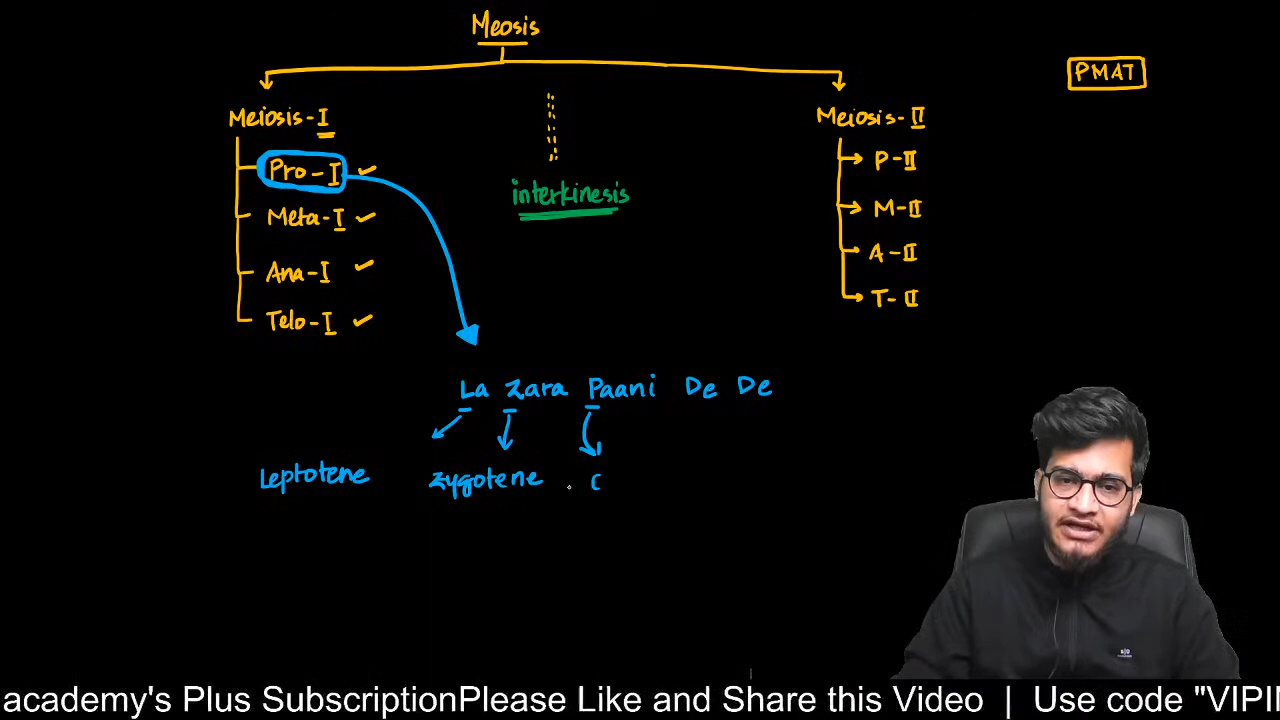 Meosis
PMAT
Meiosis-I
Meiosis-II
Pro-I
Meta-I
Ana-I
Telo-I
interkinesis
P-II
M-II
A-II
T-II
La Zara Paani De De
Leptotene zygotene
academy's Plus SubscriptionPlease Like and Share this Video | Use code "VIPI